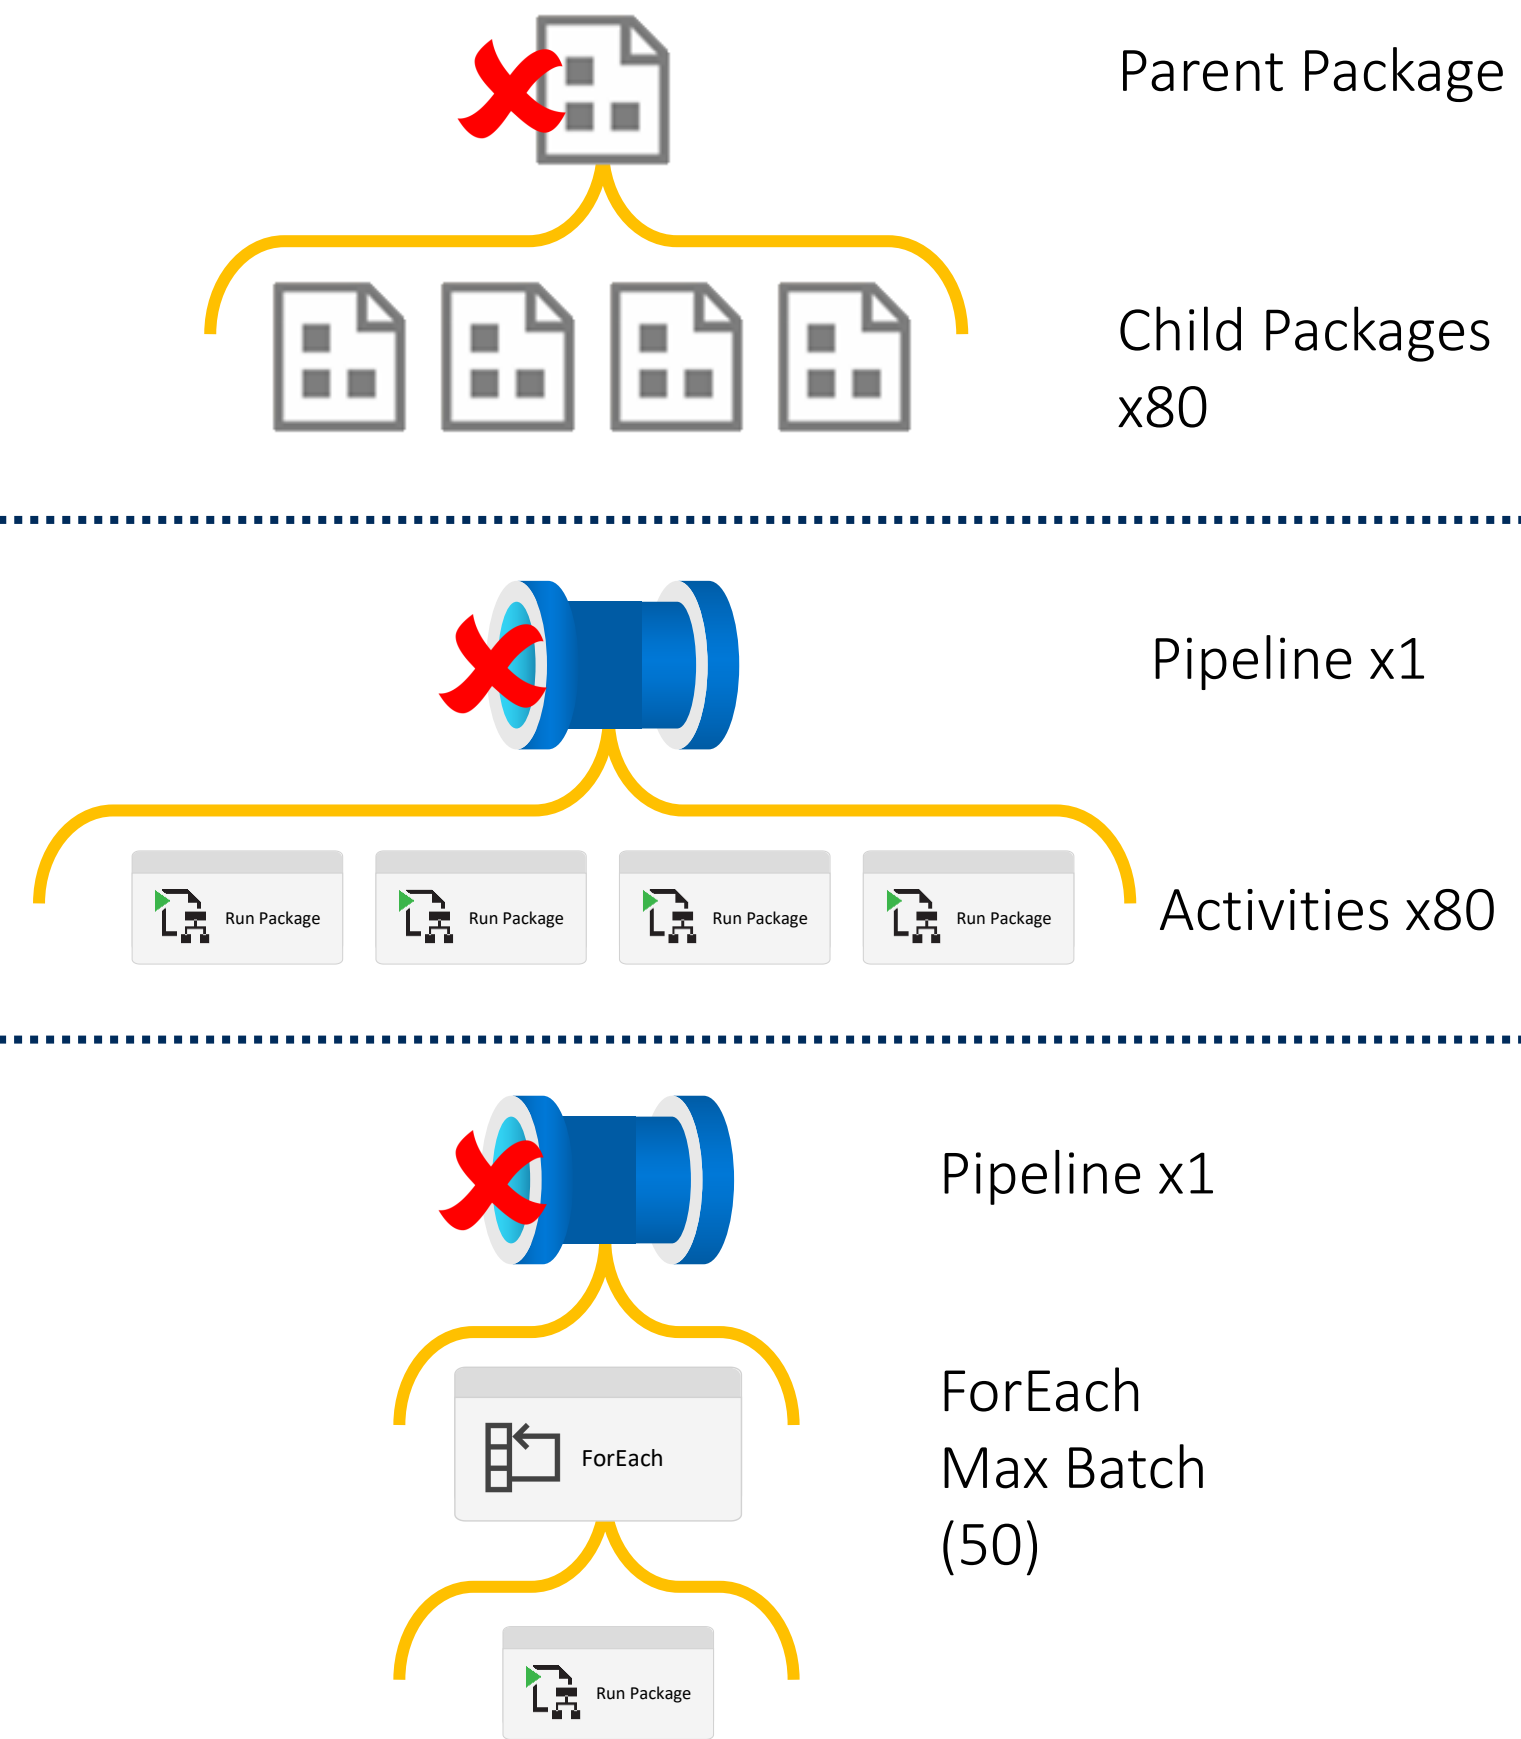 Parent Package
Child Packages
x80
Pipeline x1
Run Package
Run Package
Run Package
Run Package
Activities x80
Pipeline x1
ForEach
Max Batch
(50)
ForEach
Run Package